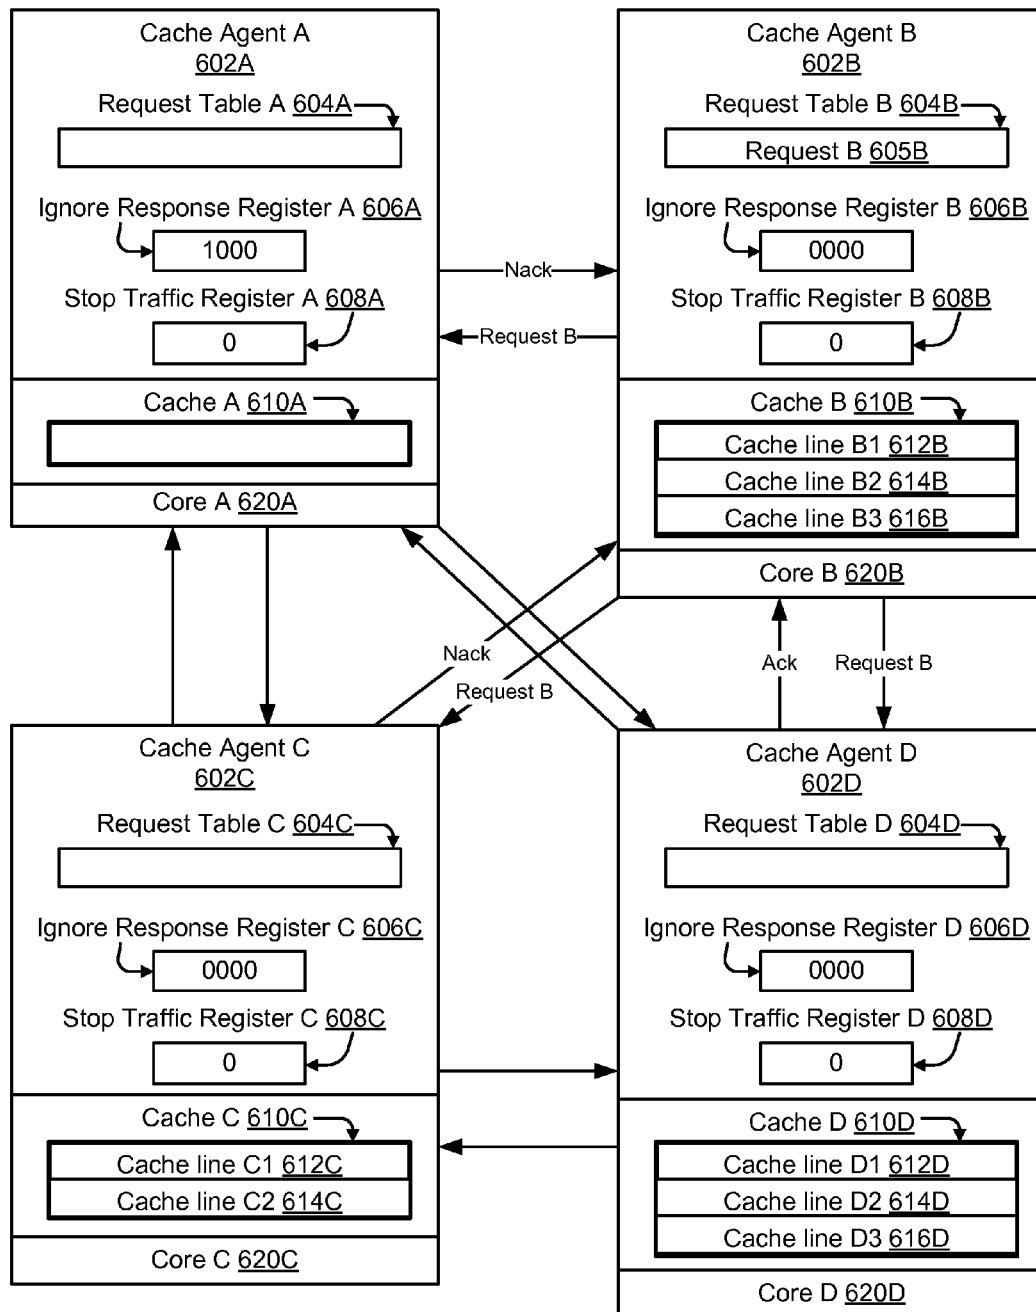 Cache Agent A
602A
Request Table A 604A
Ignore Response Register A 606A
1000
Stop Traffic Register A 608A
0
Cache A 610A
Core A 620A
Cache Agent B
602B
Request Table B 604B
Request B 605B
Ignore Response Register B 606B
0000
Stop Traffic Register B 608B
0
Cache B 610B
Cache line B1 612B
Cache line B2 614B
Cache line B3 616B
Core B 620B
Nack
Request B
Nack
Request B
Ack
Request B
Cache Agent C
602C
Request Table C 604C
Ignore Response Register C 606C
0000
Stop Traffic Register C 608C
0
Cache C 610C
Cache line C1 612C
Cache line C2 614C
Core C 620C
Cache Agent D
602D
Request Table D 604D
Ignore Response Register D 606D
0000
Stop Traffic Register D 608D
0
Cache D 610D
Cache line D1 612D
Cache line D2 614D
Cache line D3 616D
Core D 620D